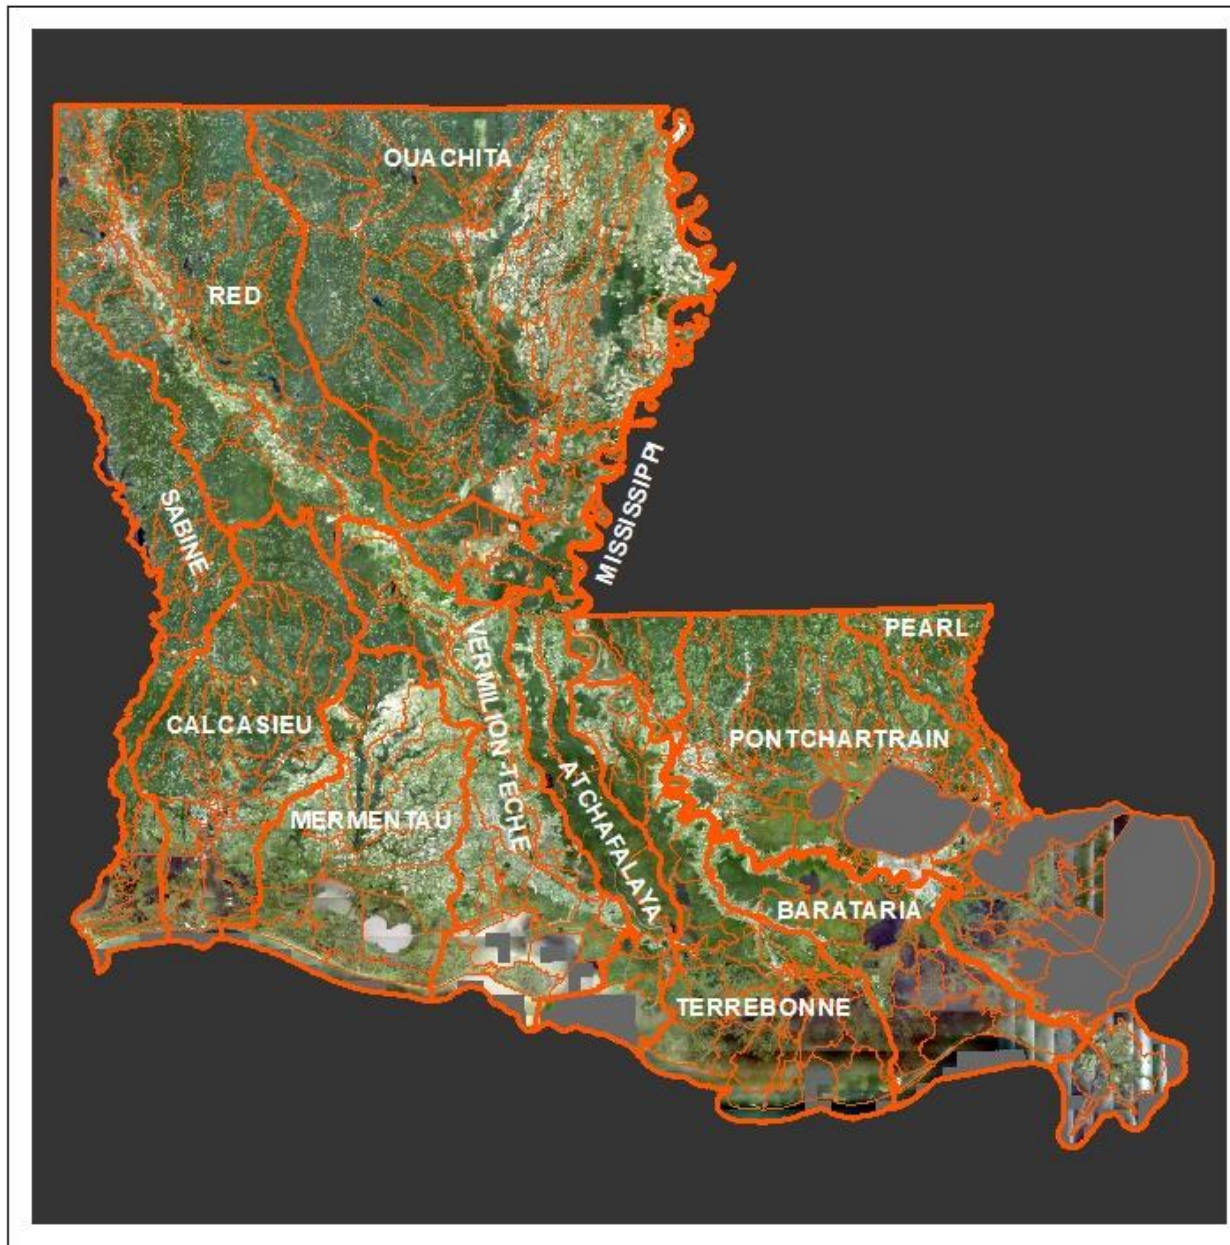 OUACHITA
RED
MISSISSIPPI
SABINE
PEARL
VERMILION-TECHE
CALCASIEU
PONTCHARTRAIN
ATCHAFALAYA
MERMENTAU
BARATARIA
TERREBONNE